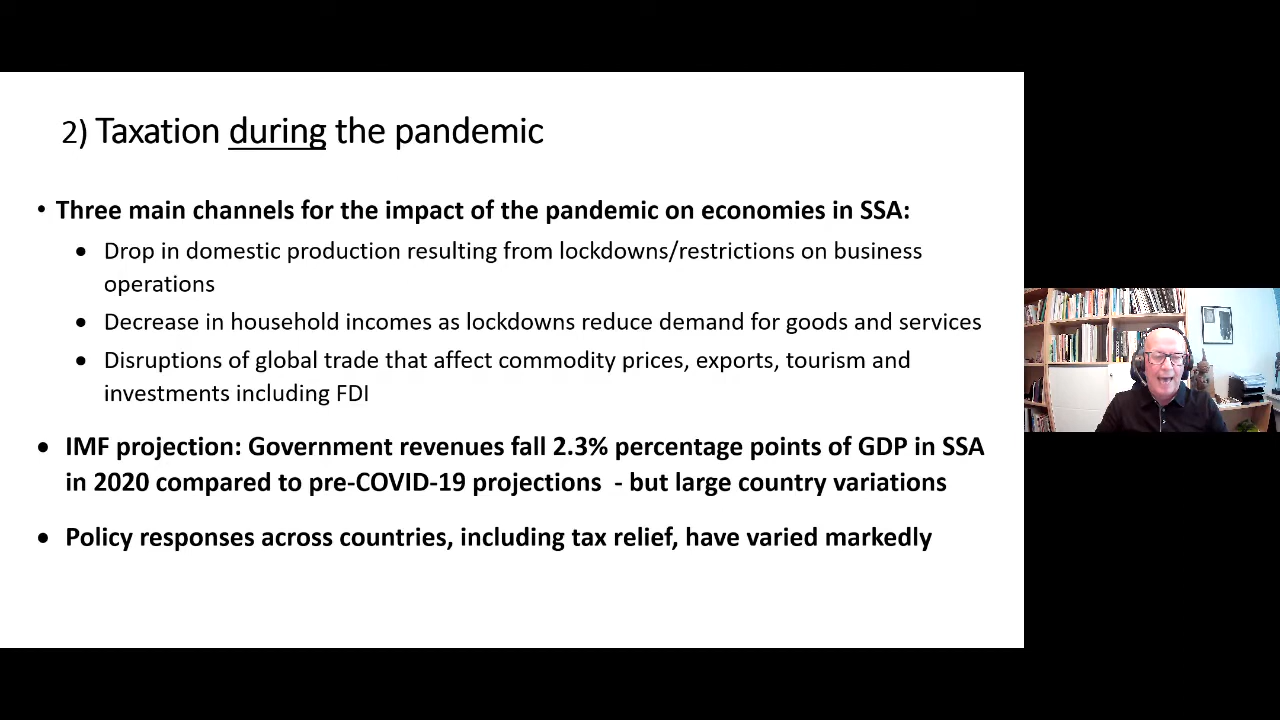 2) Taxation during the pandemic
• Three main channels for the impact of the pandemic on economies in SSA:
● Drop in domestic production resulting from lockdowns/restrictions on business
operations
● Decrease in household incomes as lockdowns reduce demand for goods and services
● Disruptions of global trade that affect commodity prices, exports, tourism and
investments including FDI
● IMF projection: Government revenues fall 2.3% percentage points of GDP in SSA
in 2020 compared to pre-COVID-19 projections  - but large country variations
● Policy responses across countries, including tax relief, have varied markedly